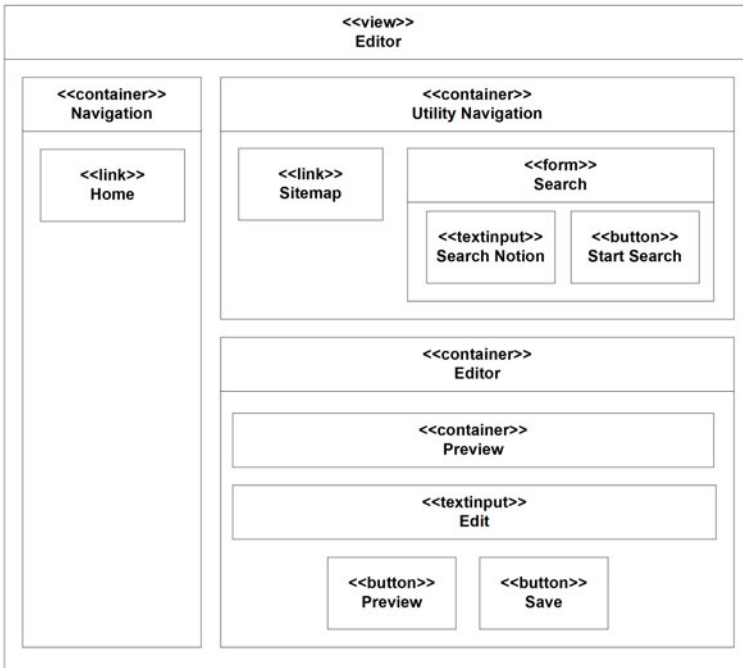 <<view>>
Editor
<<container>>
Navigation
<<link>>
Home
<<container>>
Utility Navigation
<<link>>
Sitemap
<<form>>
Search
<<textinput>>
Search Notion
<<button>>
Start Search
<<container>>
Editor
<<container>>
Preview
<<textinput>>
Edit
<<button>>
Preview
<<button>>
Save